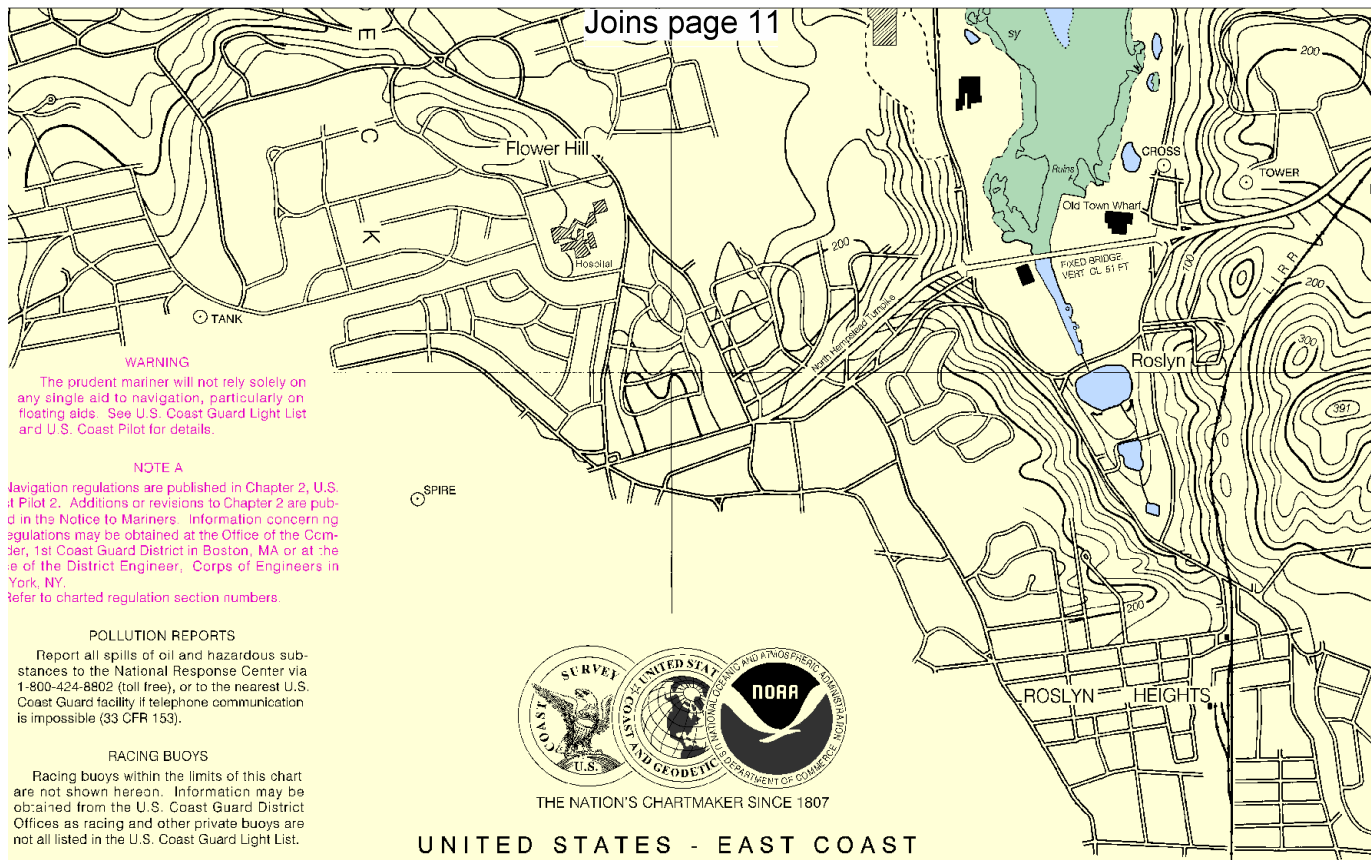 Joins page 11
E
C
K
sy
200
Flower Hill
Hospital
Ruins
CROSS
TOWER
Old Town Wharf
FIXED BRIDGE
VERT CL 51 FT
200
North Hempstead Turnpike
100
L I R R
200
300
391
Roslyn
TANK
SPIRE
WARNING
The prudent mariner will not rely solely on
any single aid to navigation, particularly on
floating aids. See U.S. Coast Guard Light List
and U.S. Coast Pilot for details.
NOTE A
Navigation regulations are published in Chapter 2, U.S.
st Pilot 2. Additions or revisions to Chapter 2 are pub-
d in the Notice to Mariners. Information concerning
egulations may be obtained at the Office of the Com-
der, 1st Coast Guard District in Boston, MA or at the
ce of the District Engineer, Corps of Engineers in
York, NY.
Refer to charted regulation section numbers.
POLLUTION REPORTS
Report all spills of oil and hazardous sub-
stances to the National Response Center via
1-800-424-8802 (toll free), or to the nearest U.S.
Coast Guard facility if telephone communication
is impossible (33 CFR 153).
RACING BUOYS
Racing buoys within the limits of this chart
are not shown hereon. Information may be
obtained from the U.S. Coast Guard District
Offices as racing and other private buoys are
not all listed in the U.S. Coast Guard Light List.
200
ROSLYN HEIGHTS
COAST SURVEY
U.S.
UNITED STAT
COAST AND GEODETIC
NATIONAL OCEANIC AND ATMOSPHERIC ADMINISTRATION
U.S. DEPARTMENT OF COMMERCE
NOAA
THE NATION'S CHARTMAKER SINCE 1807
UNITED STATES - EAST COAST